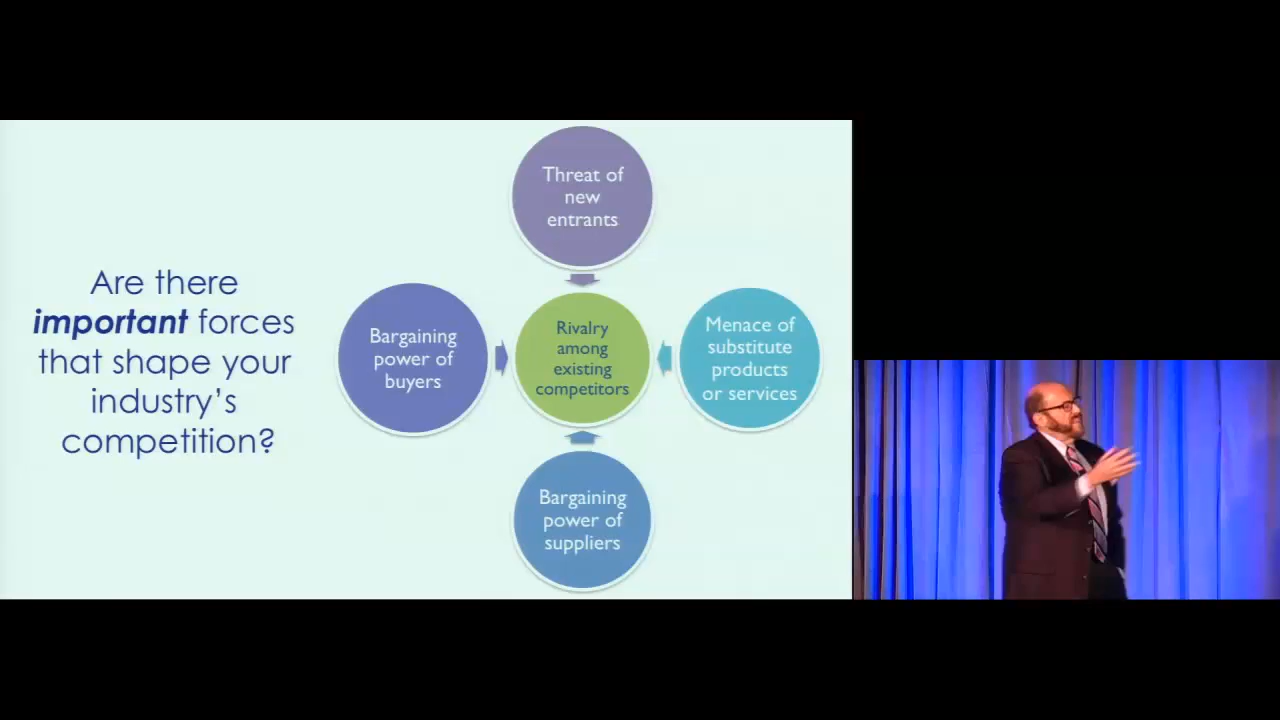 Are there
important forces
that shape your
industry's
competition?
Threat of
new
entrants
Bargaining
power of
buyers
Rivalry
among
existing
competitors
Menace of
substitute
products
or services
Bargaining
power of
suppliers